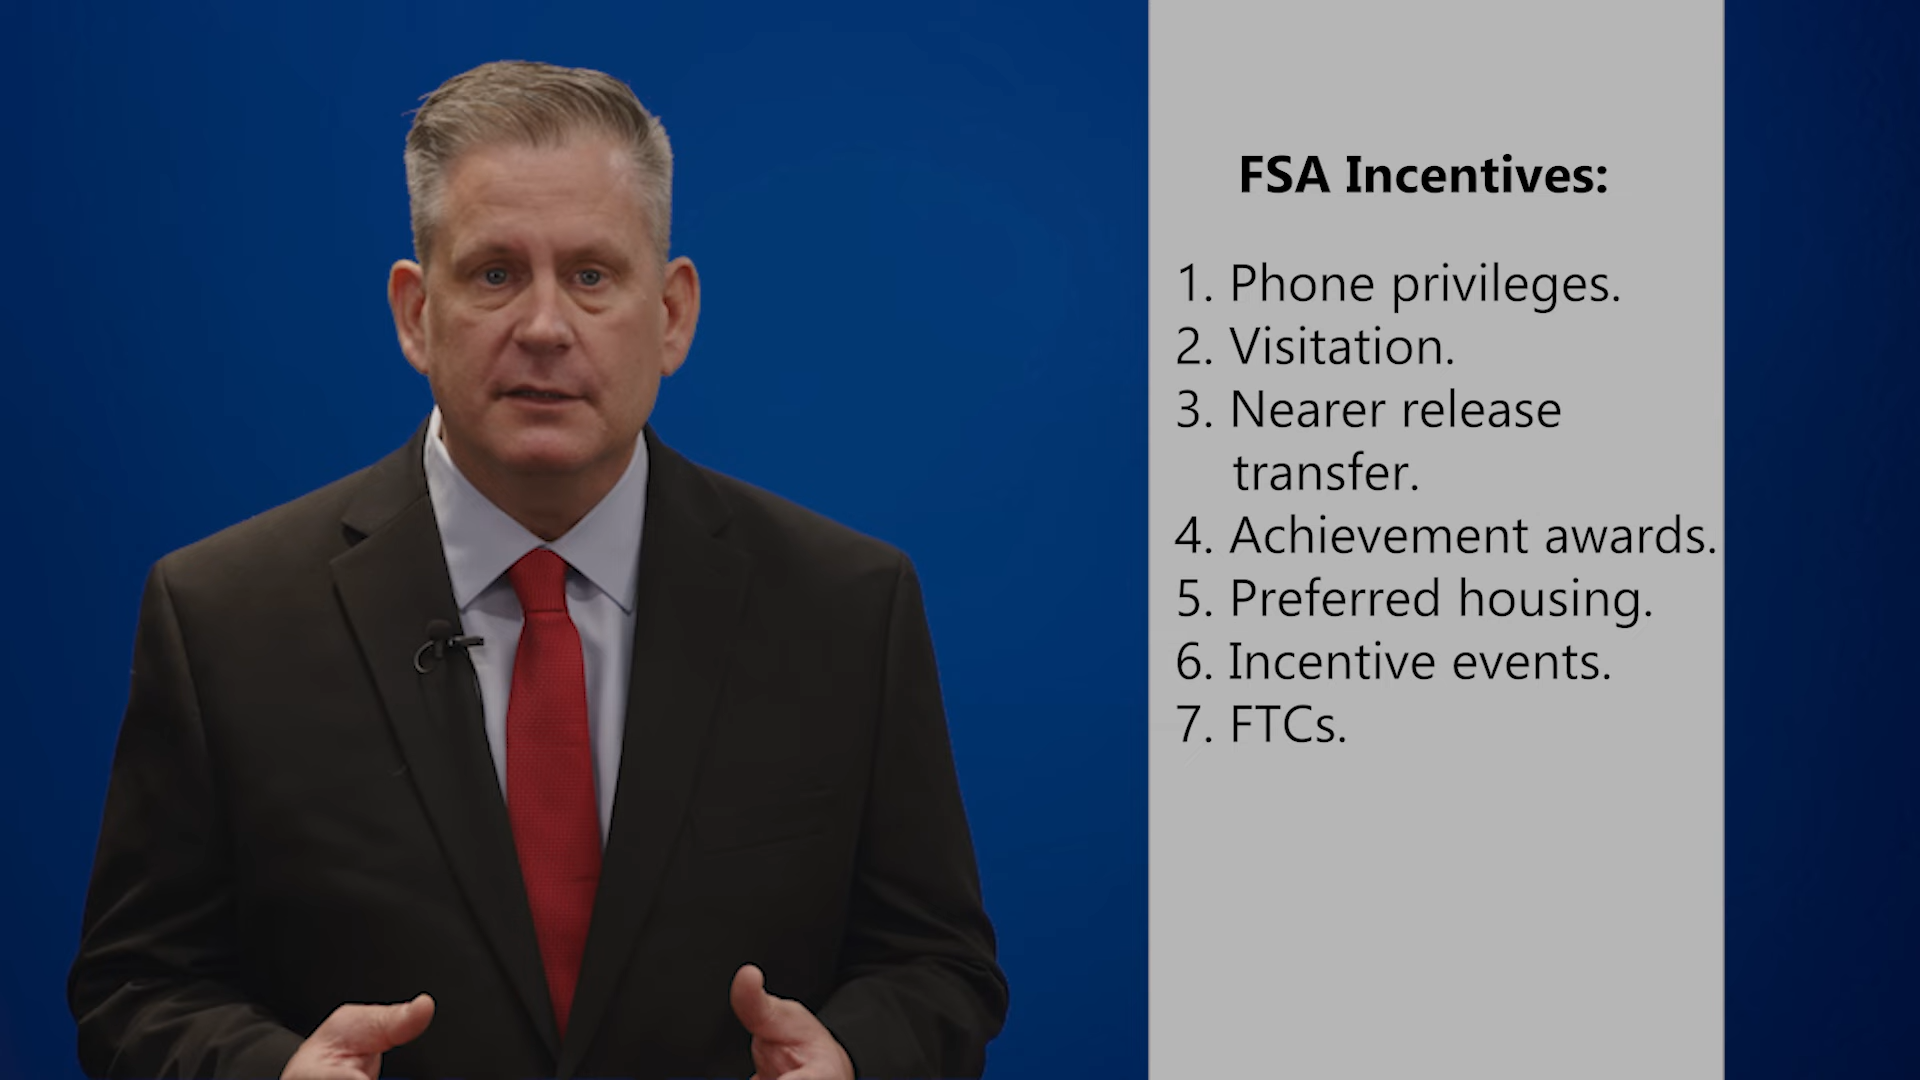 FSA Incentives:
1. Phone privileges.
2. Visitation.
3. Nearer release
transfer.
4. Achievement awards.
5. Preferred housing.
6. Incentive events.
7. FTCs.